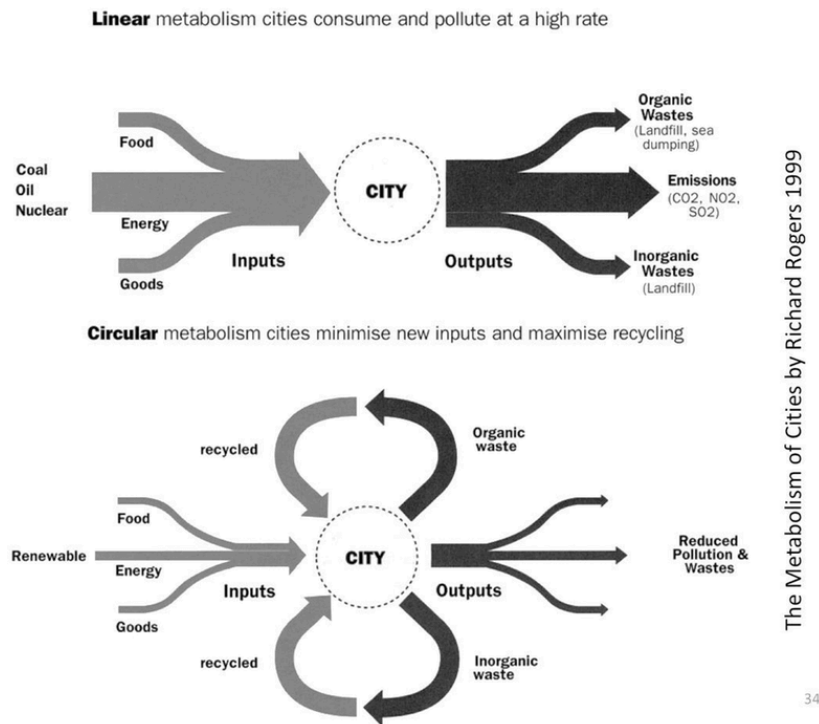 Linear metabolism cities consume and pollute at a high rate
Food
Coal
Oil
Nuclear
Energy
Goods
Inputs
CITY
Outputs
Organic
Wastes
(Landfill, sea
dumping)
Emissions
(CO2, NO2,
SO2)
Inorganic
Wastes
(Landfill)
Circular metabolism cities minimise new inputs and maximise recycling
recycled
Organic
waste
Food
Renewable
Energy
Goods
Inputs
CITY
Outputs
Reduced
Pollution &
Wastes
recycled
Inorganic
waste
The Metabolism of Cities by Richard Rogers 1999
34